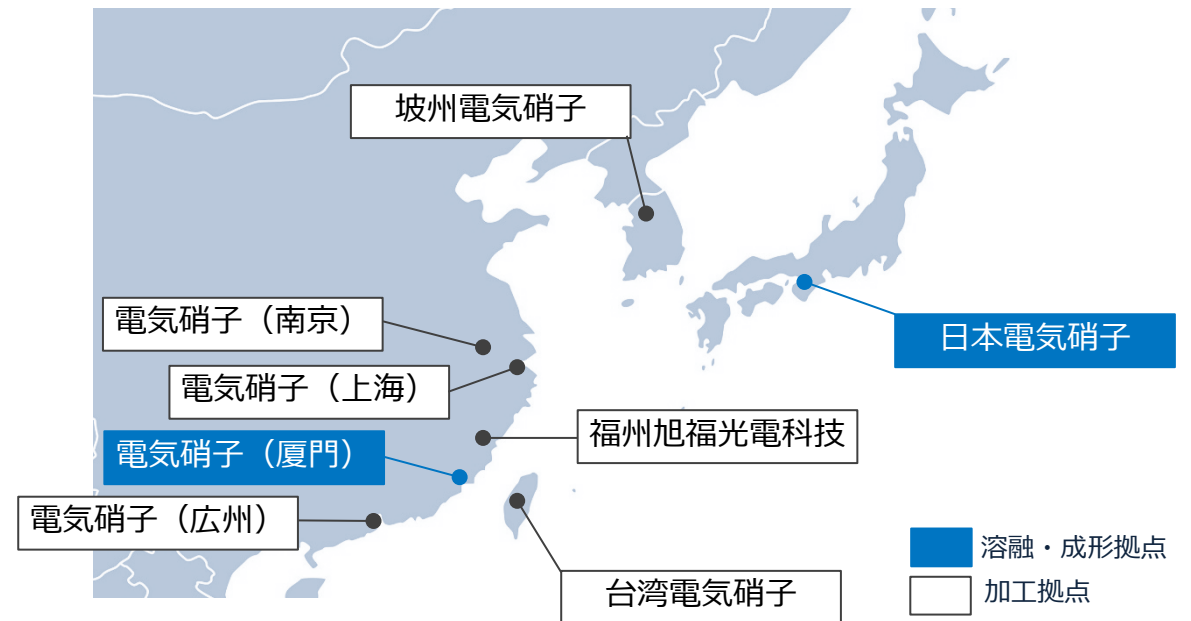 坡州電気硝子
電気硝子（南京）
日本電気硝子
電気硝子（上海）
福州旭福光電科技
電気硝子（厦門）
電気硝子（広州）
台湾電気硝子
溶融・成形拠点
加工拠点